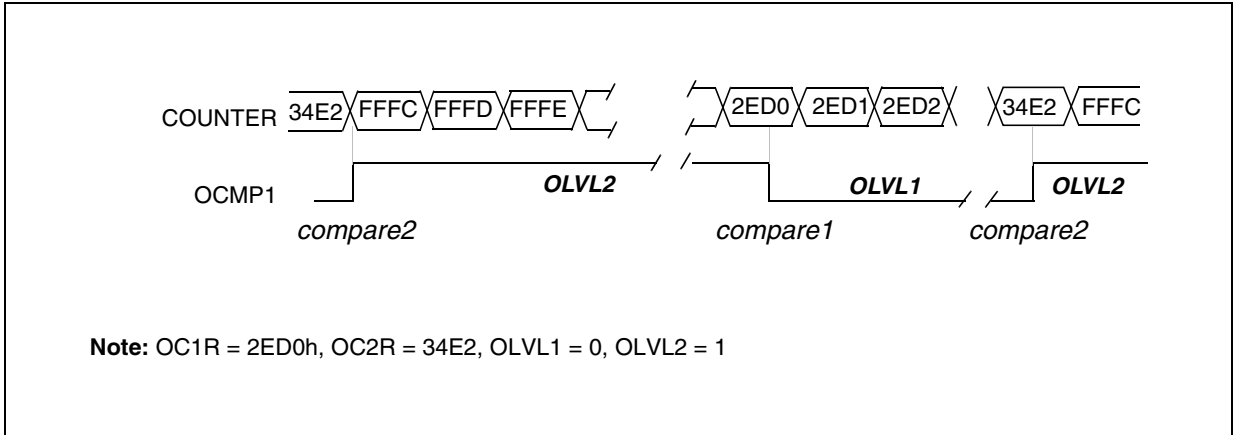 COUNTER 34E2 FFFC FFFD FFFE 2ED0 2ED1 2ED2 34E2 FFFC
OCMP1 OLVL2 OLVL1 OLVL2
compare2 compare1 compare2
Note: OC1R = 2ED0h, OC2R = 34E2, OLVL1 = 0, OLVL2 = 1